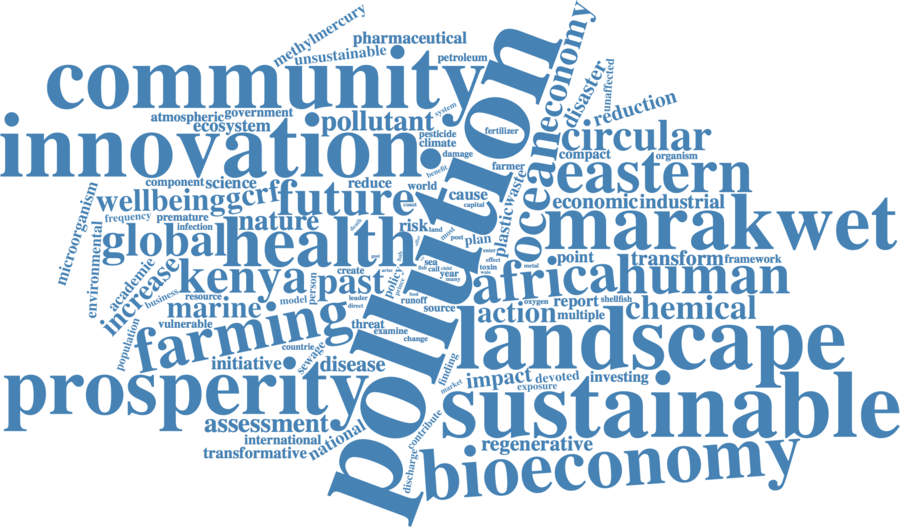 methylmercury
pharmaceutical
unsustainable
petroleum
community
economy
disaster
unaffected
reduction
atmospheric
government
ecosystem
pollutant
system
pesticide
climate
damage
benefit
fertilizer
innovation
pollution
ocean
circular
compact
organism
farmer
eastern
component
science
reduce
world
cause
capital
plastic
waste
economic
industrial
wellbeing
gcrf
future
microorganism
frequency
premature
infection
nature
death
risk
land
most
post
plan
marakwet
global
health
environmental
academic
increase
business
resource
kenya
person
create
past
policy
sea
call
child
year
many
toxin
effect
metal
point
transform
framework
africa
human
marine
model
leader
direct
food
runoff
source
action
oxygen
report
shellfish
multiple
chemical
population
vulnerable
farming
threat
examine
change
countrie
sewage
initiative
disease
landscape
finding
market
impact
devoted
exposure
investing
prosperity
sustainable
assessment
international
transformative
national
contribute
discharge
regenerative
bioeconomy